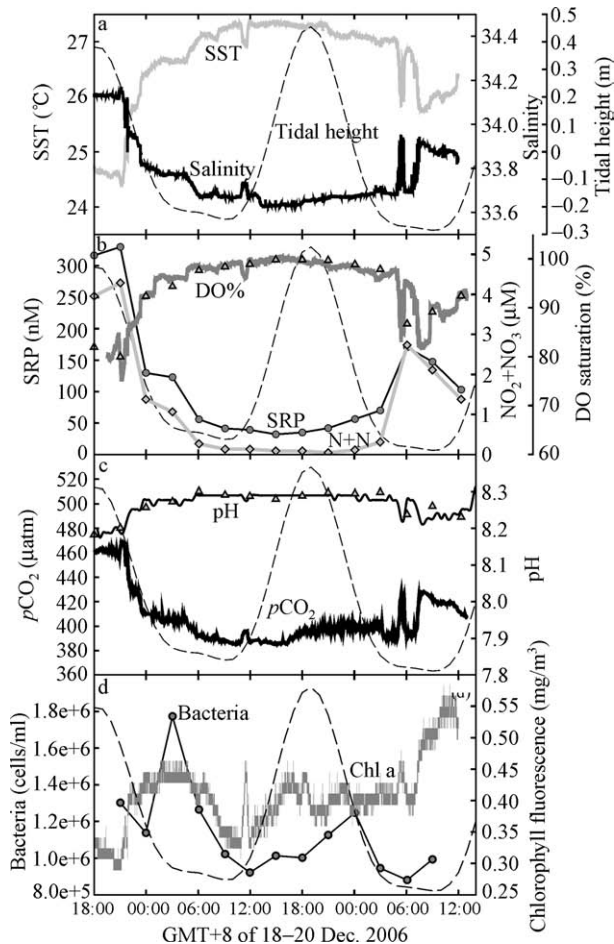 a
27
26
25
24
SST (℃)
SST
Salinity
Tidal height
34.4
34.2
34.0
33.8
33.6
Salinity
0.5
0.4
0.3
0.2
0.1
0
−0.1
−0.2
−0.3
Tidal height (m)
b
300
250
200
150
100
50
0
SRP (nM)
DO%
SRP
N+N
5
4
3
2
1
0
NO2+NO3 (μM)
100
90
80
70
60
DO saturation (%)
c
520
500
480
460
440
420
400
380
360
pCO2 (μatm)
pH
pCO2
8.3
8.2
8.1
8.0
7.9
7.8
pH
d
1.8e+6
1.6e+6
1.4e+6
1.2e+6
1.0e+6
8.0e+5
Bacteria (cells/ml)
Bacteria
Chl a
0.55
0.50
0.45
0.40
0.35
0.30
0.25
Chlorophyll fluorescence (mg/m³)
18:00 00:00 06:00 12:00 18:00 00:00 06:00 12:00
GMT+8 of 18–20 Dec. 2006